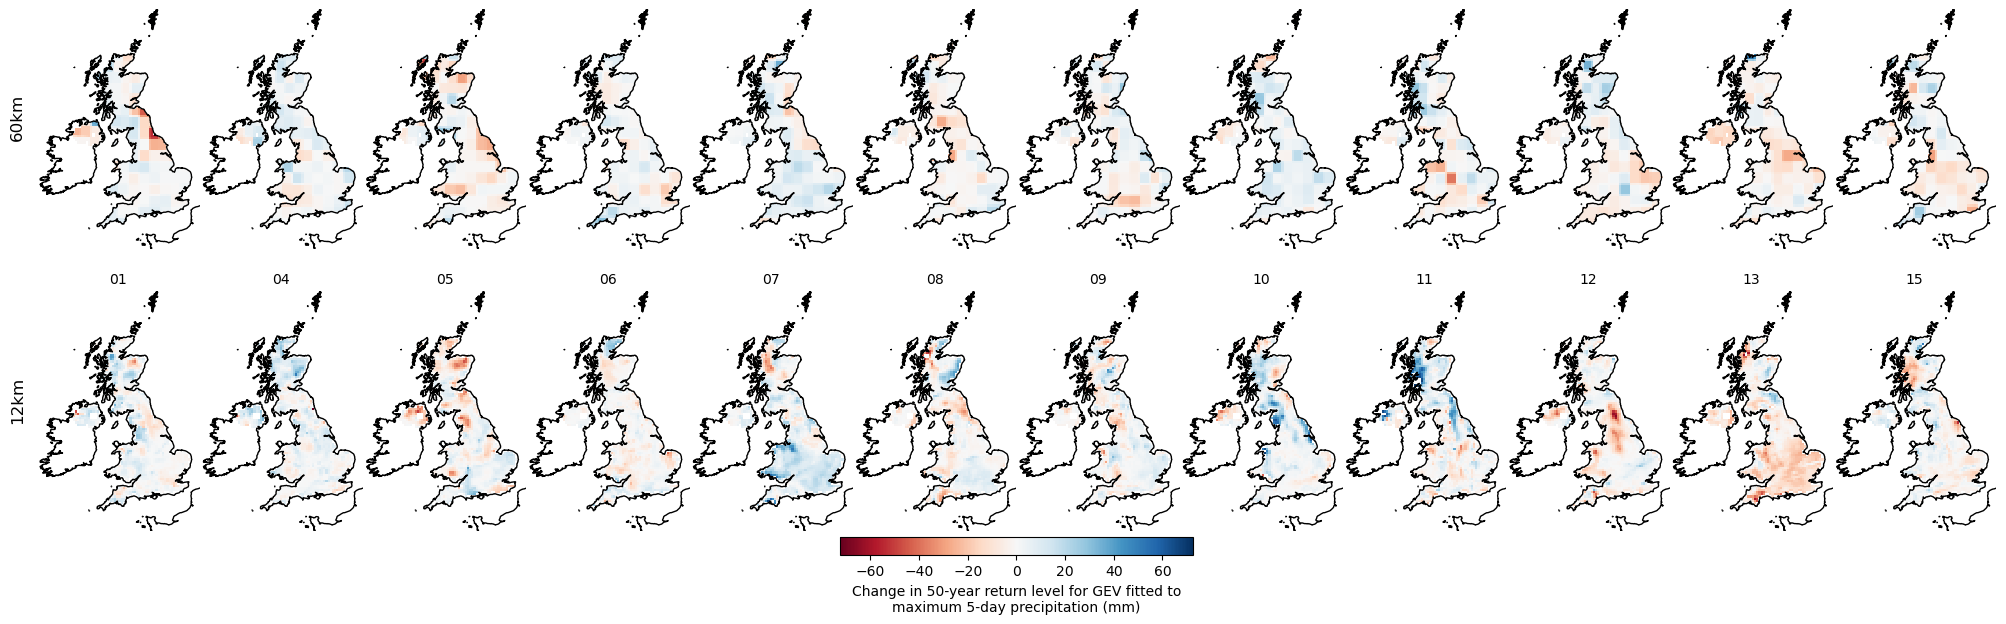 60km
01 04 05 06 07 08 09 10 11 12 13 15
12km
−60 −40 −20 0 20 40 60
Change in 50-year return level for GEV fitted to
maximum 5-day precipitation (mm)